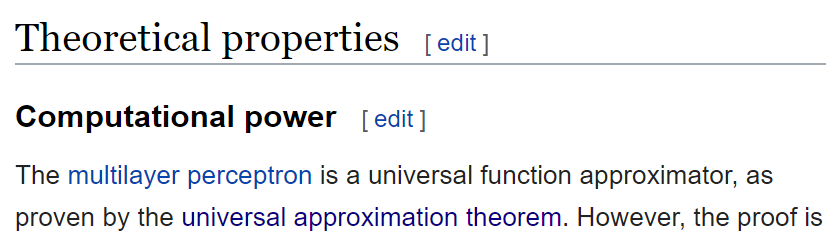 Theoretical properties [ edit ]
Computational power [ edit ]
The multilayer perceptron is a universal function approximator, as
proven by the universal approximation theorem. However, the proof is